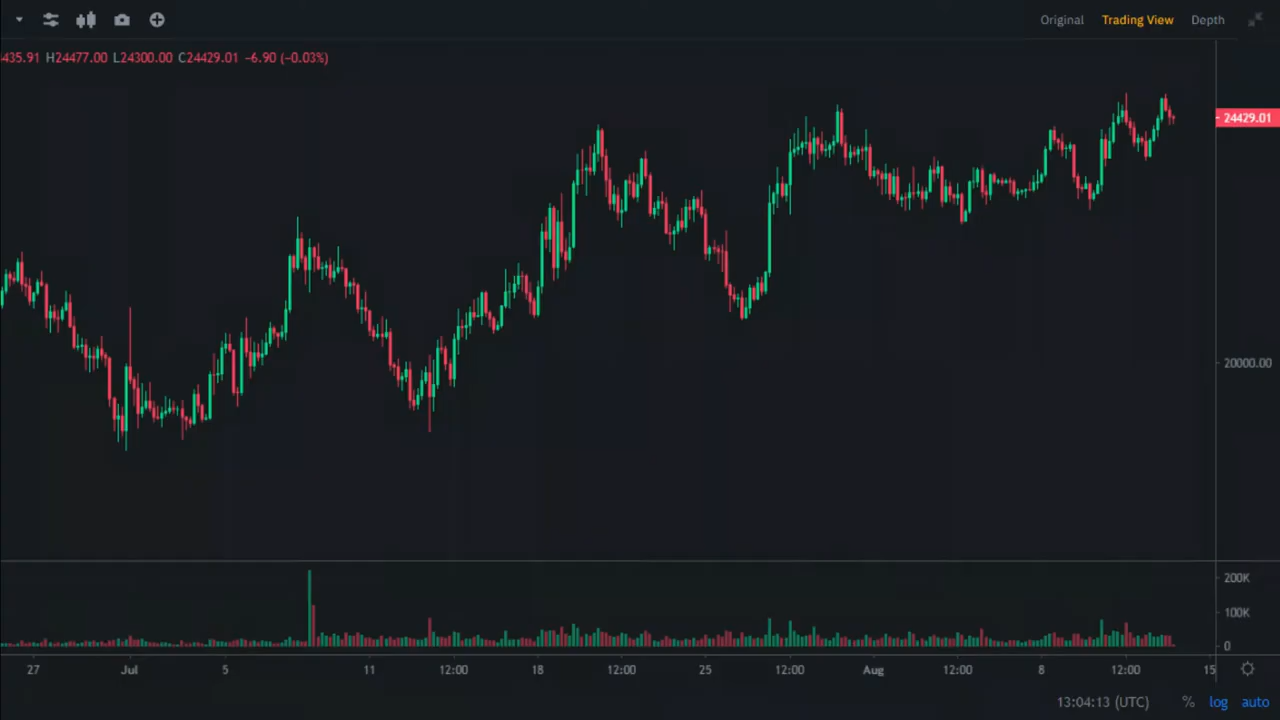 Original Trading View Depth
435.91 H24477.00 L24300.00 C24429.01 −6.90 (−0.03%)
24429.01
20000.00
200K
100K
0
27 Jul 5 11 12:00 18 12:00 25 12:00 Aug 12:00 8 12:00 15
13:04:13 (UTC) % log auto